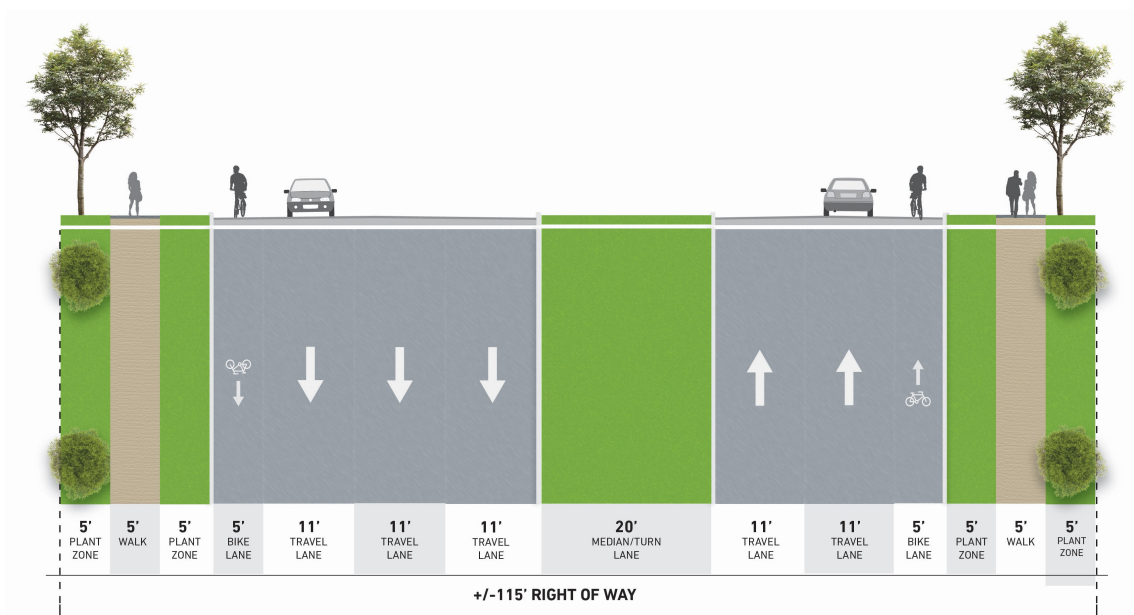 5’ 5’ 5’ 5’ 11’ 11’ 11’ 20’ 11’ 11’ 5’ 5’ 5’ 5’
PLANT WALK PLANT BIKE TRAVEL TRAVEL TRAVEL MEDIAN/TURN TRAVEL TRAVEL BIKE PLANT WALK PLANT
ZONE ZONE LANE LANE LANE LANE LANE LANE LANE LANE ZONE ZONE
+/-115’ RIGHT OF WAY